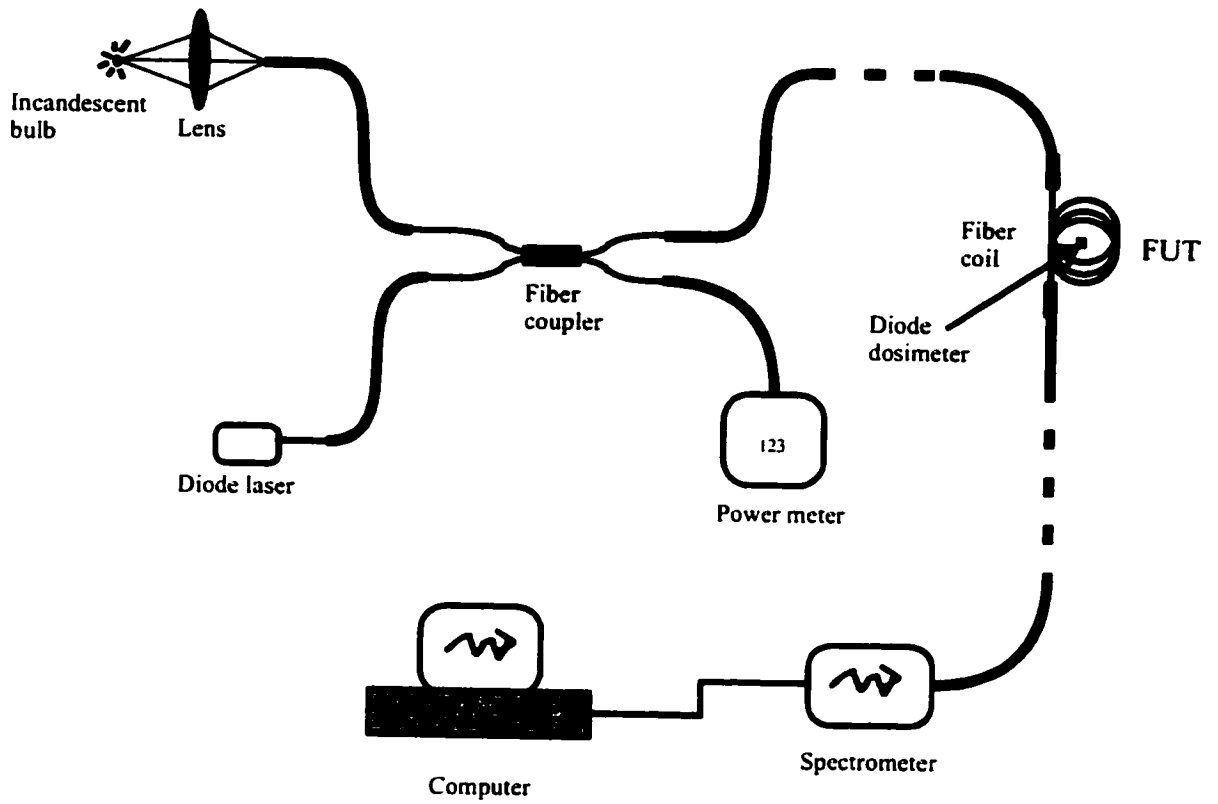 Incandescent
bulb
Lens
Fiber
coil
FUT
Fiber
coupler
Diode
dosimeter
123
Diode laser
Power meter
Spectrometer
Computer